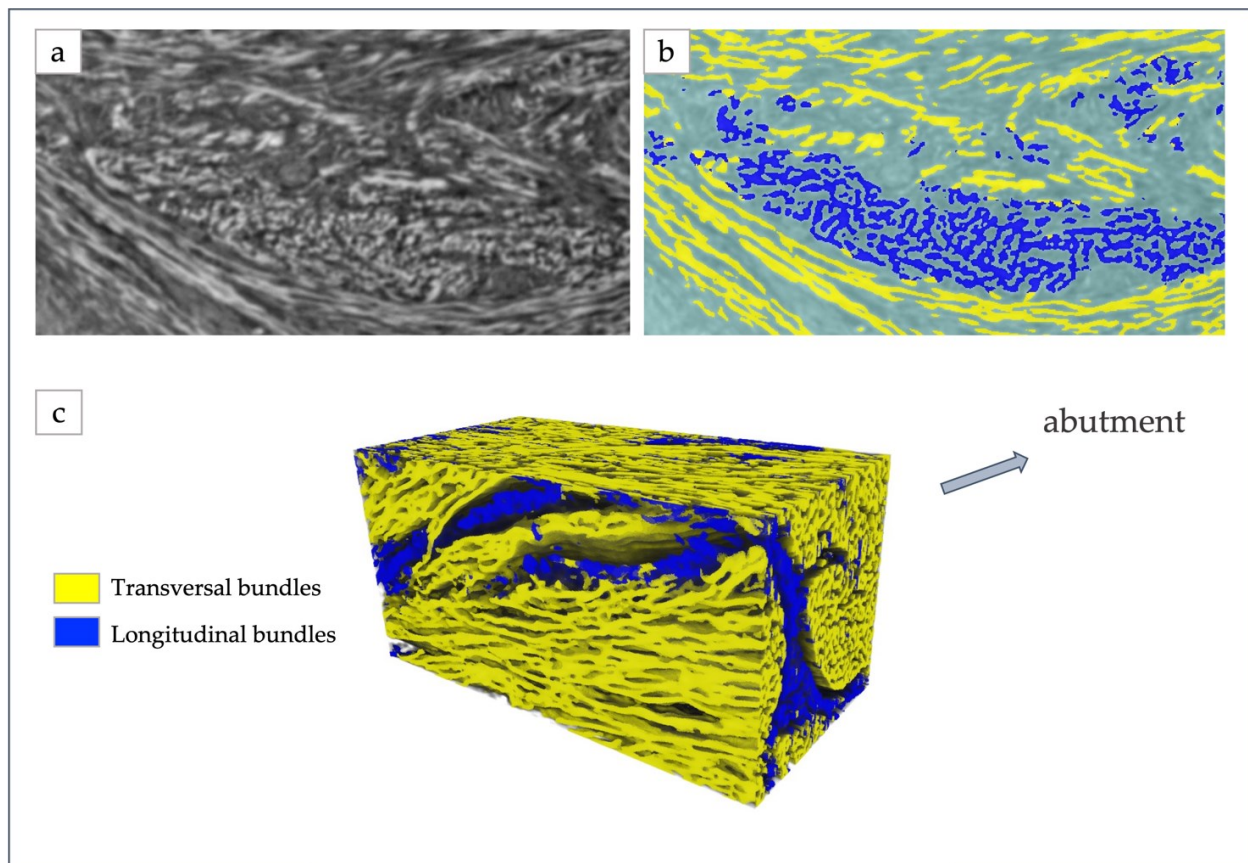 a
b
c
abutment
Transversal bundles
Longitudinal bundles